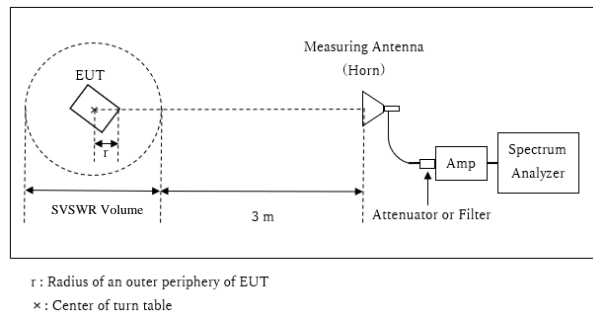 Measuring Antenna
(Horn)
EUT
×
r
Amp
Spectrum
Analyzer
SVSWR Volume
3 m
Attenuator or Filter
r : Radius of an outer periphery of EUT
× : Center of turn table